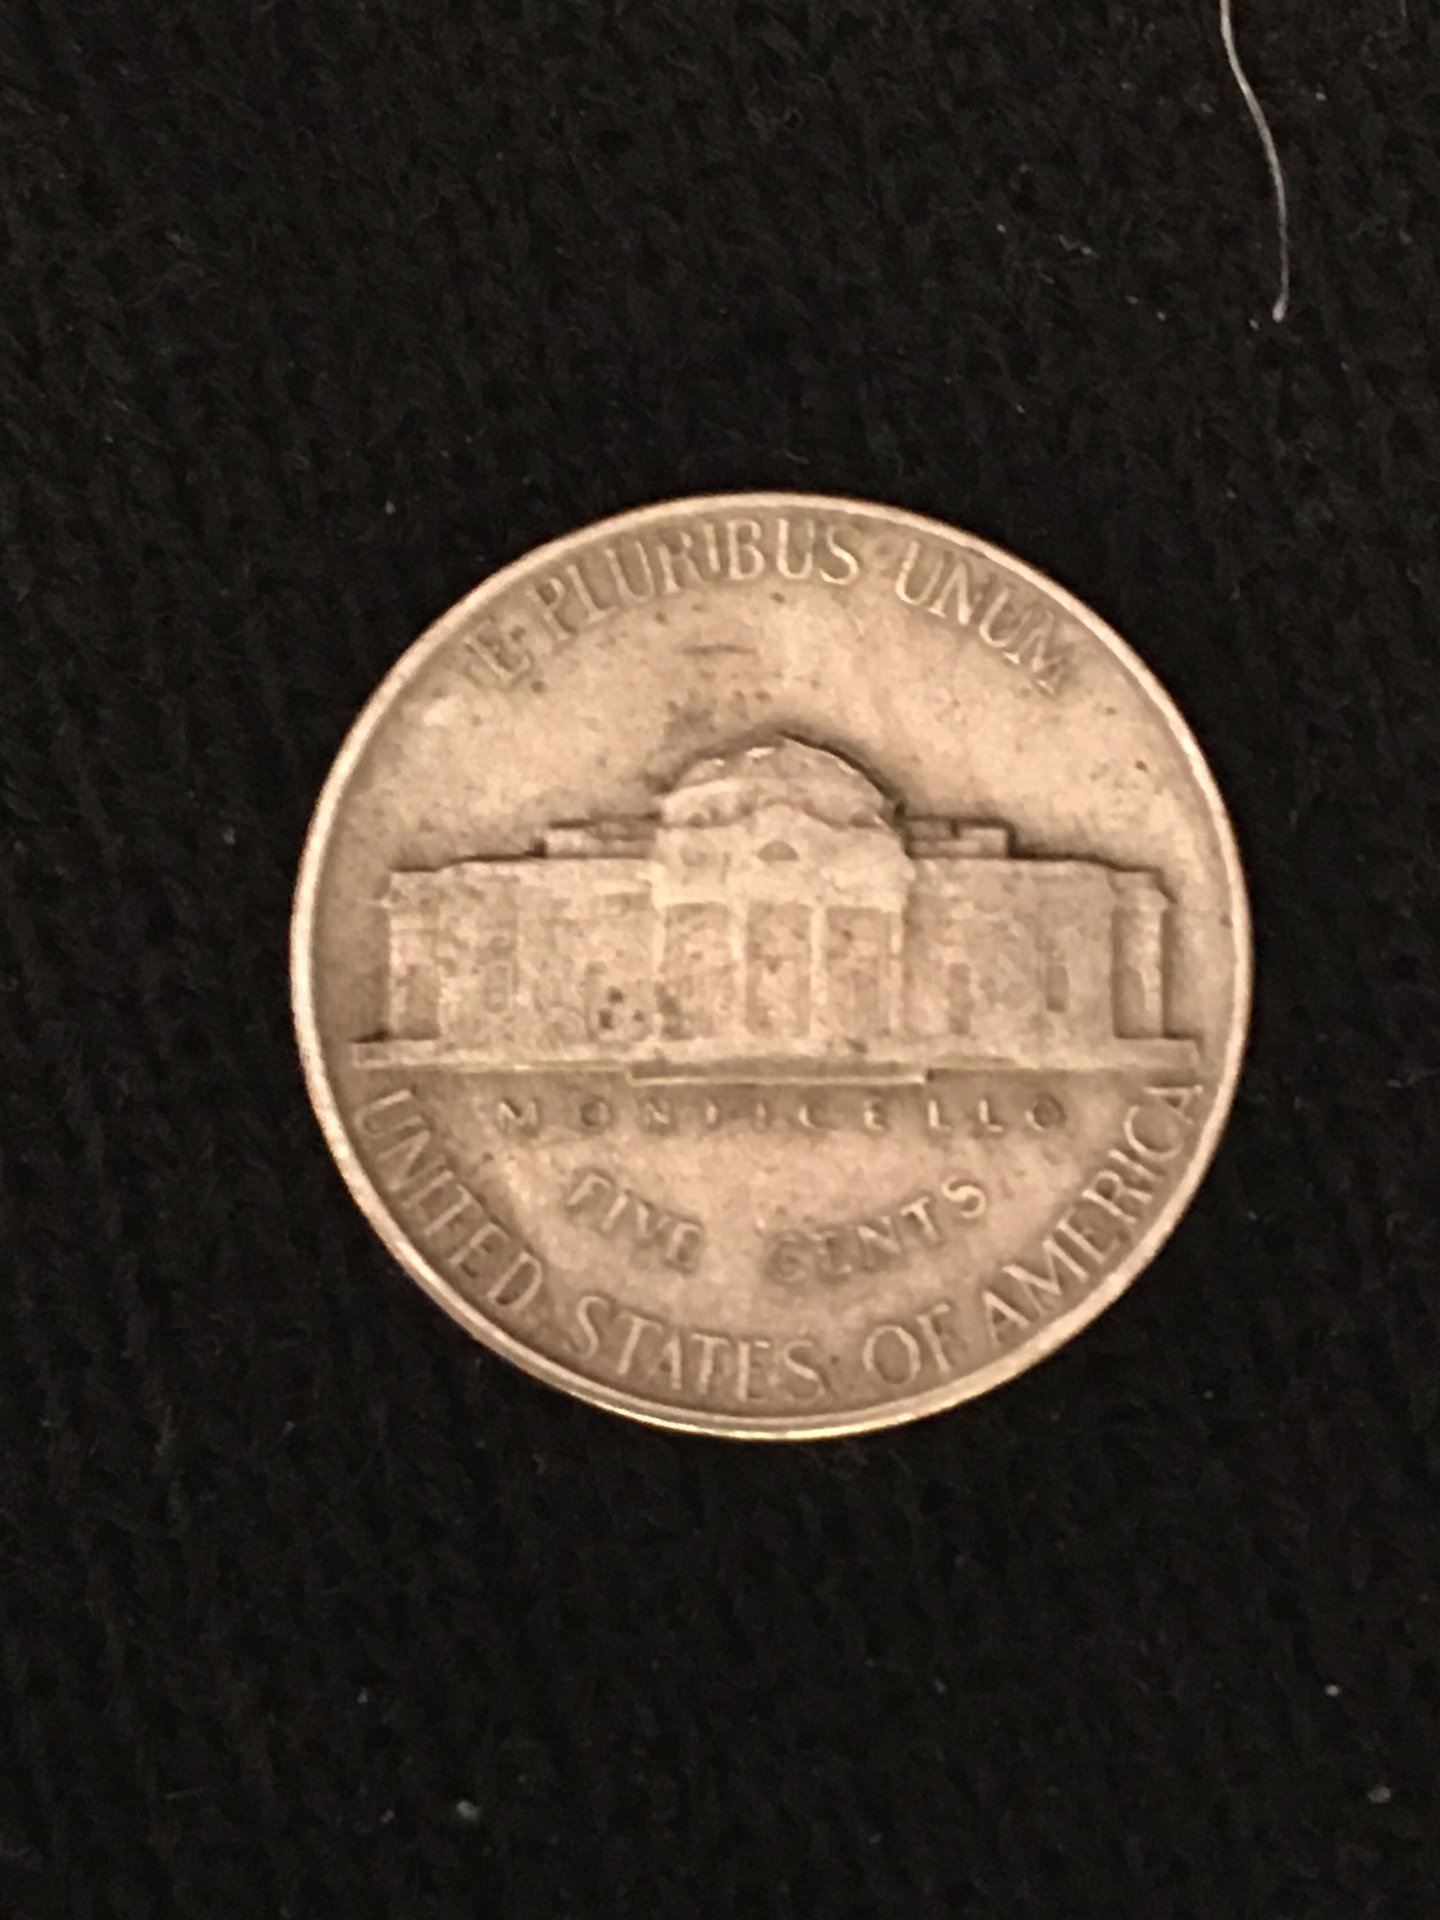 E·PLURIBUS UNUM
MONTICELLO
FIVE CENTS
UNITED STATES OF AMERICA